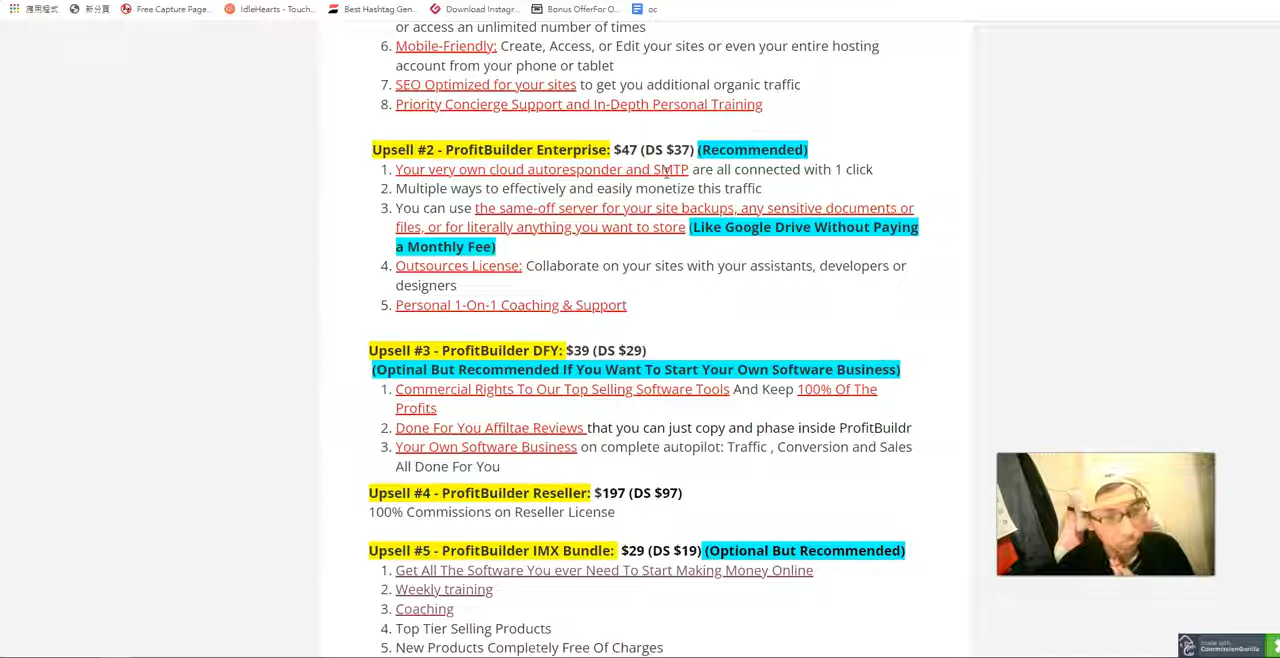 應用程式 新分頁 Free Capture Page... IdleHearts - Touch... Best Hashtag Gen... Download Instagr... Bonus OfferFor O... oc
or access an unlimited number of times
6. Mobile-Friendly: Create, Access, or Edit your sites or even your entire hosting
account from your phone or tablet
7. SEO Optimized for your sites to get you additional organic traffic
8. Priority Concierge Support and In-Depth Personal Training
Upsell #2 - ProfitBuilder Enterprise: $47 (DS $37) (Recommended)
1. Your very own cloud autoresponder and SMTP are all connected with 1 click
2. Multiple ways to effectively and easily monetize this traffic
3. You can use the same-off server for your site backups, any sensitive documents or
files, or for literally anything you want to store (Like Google Drive Without Paying
a Monthly Fee)
4. Outsources License: Collaborate on your sites with your assistants, developers or
designers
5. Personal 1-On-1 Coaching & Support
Upsell #3 - ProfitBuilder DFY: $39 (DS $29)
(Optinal But Recommended If You Want To Start Your Own Software Business)
1. Commercial Rights To Our Top Selling Software Tools And Keep 100% Of The
Profits
2. Done For You Affiltae Reviews that you can just copy and phase inside ProfitBuildr
3. Your Own Software Business on complete autopilot: Traffic , Conversion and Sales
All Done For You
Upsell #4 - ProfitBuilder Reseller: $197 (DS $97)
100% Commissions on Reseller License
Upsell #5 - ProfitBuilder IMX Bundle: $29 (DS $19) (Optional But Recommended)
1. Get All The Software You ever Need To Start Making Money Online
2. Weekly training
3. Coaching
4. Top Tier Selling Products
5. New Products Completely Free Of Charges
made with
CommissionGorilla